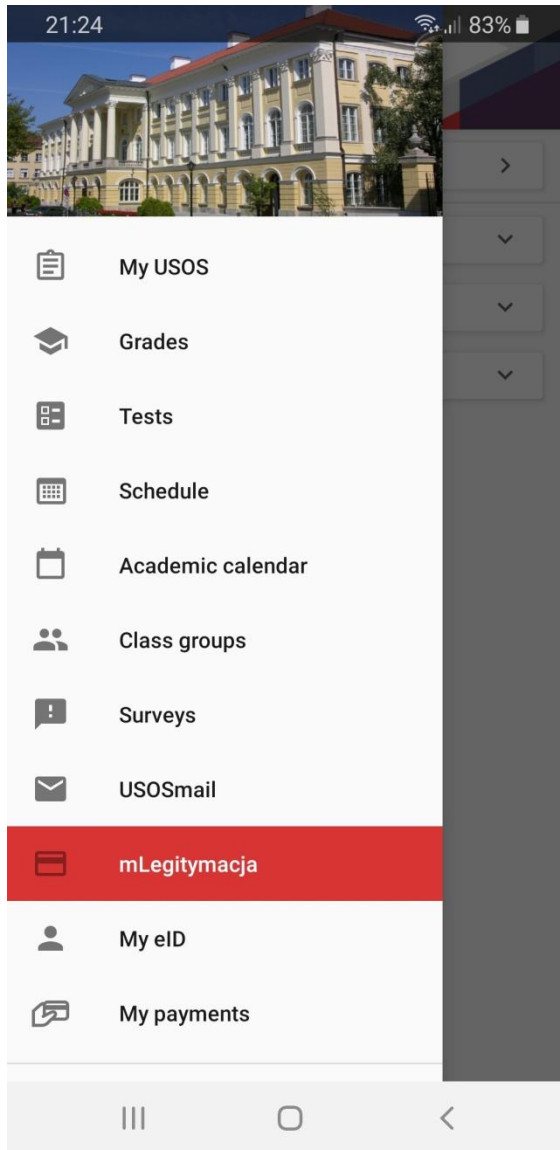 21:24
83%
My USOS
Grades
Tests
Schedule
Academic calendar
Class groups
Surveys
USOSmail
mLegitymacja
My eID
My payments